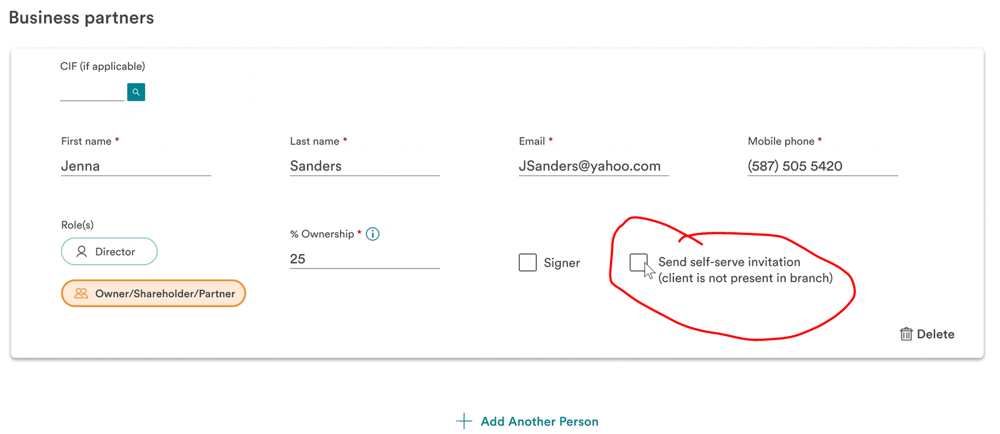 Business partners
CIF (if applicable)
First name *
Last name *
Email *
Mobile phone *
Jenna
Sanders
JSanders@yahoo.com
(587) 505 5420
Role(s)
Director
Owner/Shareholder/Partner
% Ownership * i
25
Signer
Send self-serve invitation
(client is not present in branch)
Delete
+ Add Another Person